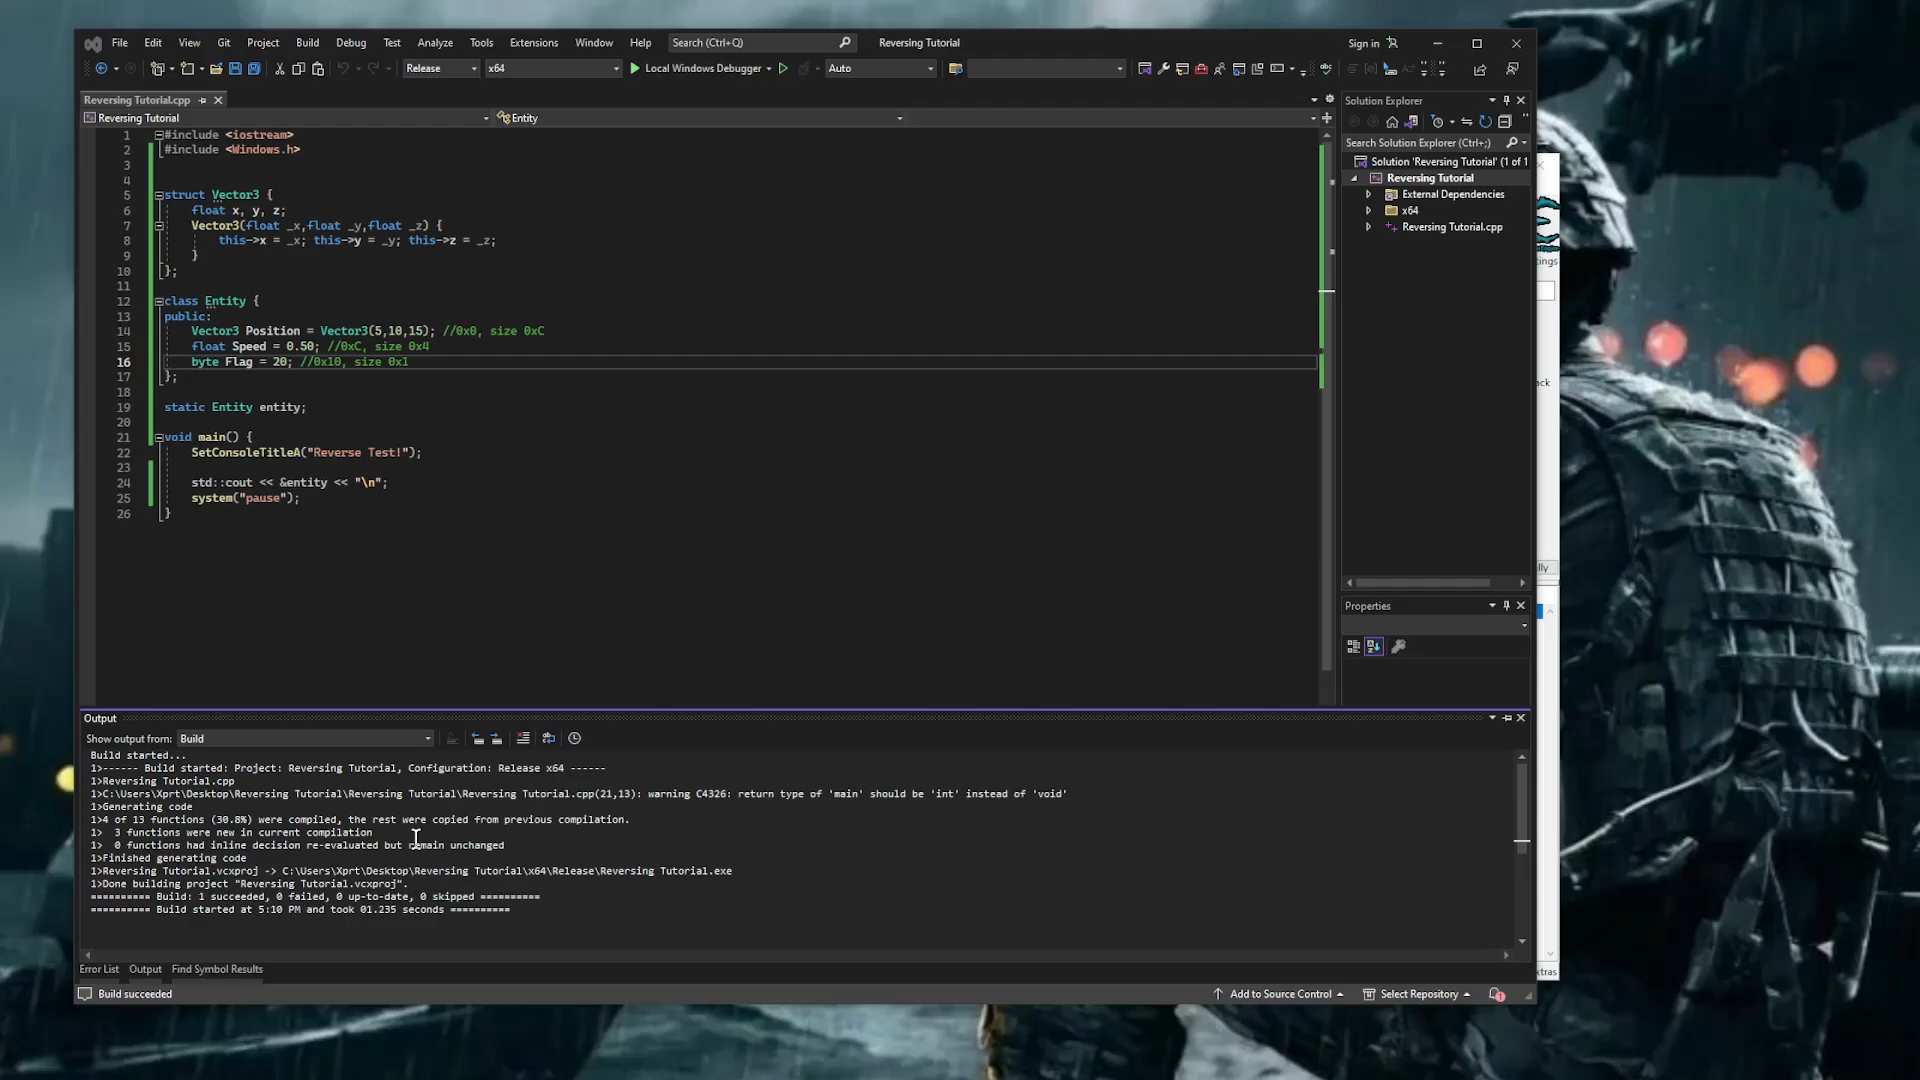 File Edit View Git Project Build Debug Test Analyze Tools Extensions Window Help Search (Ctrl+Q) Reversing Tutorial Sign in
Release x64 Local Windows Debugger Auto
Reversing Tutorial.cpp
Reversing Tutorial Entity
1 #include <iostream>
2 #include <Windows.h>
3
4
5 struct Vector3 {
6 float x, y, z;
7 Vector3(float _x,float _y,float _z) {
8 this->x = _x; this->y = _y; this->z = _z;
9 }
10 };
11
12 class Entity {
13 public:
14 Vector3 Position = Vector3(5,10,15); //0x0, size 0xC
15 float Speed = 0.50; //0xC, size 0x4
16 byte Flag = 20; //0x10, size 0x1
17 };
18
19 static Entity entity;
20
21 void main() {
22 SetConsoleTitleA("Reverse Test!");
23
24 std::cout << &entity << "\n";
25 system("pause");
26 }
Solution Explorer
Search Solution Explorer (Ctrl+;)
Solution 'Reversing Tutorial' (1 of 1
Reversing Tutorial
External Dependencies
x64
Reversing Tutorial.cpp
Properties
tings
ack
lly
xtras
Output
Show output from: Build
Build started...
1>------ Build started: Project: Reversing Tutorial, Configuration: Release x64 ------
1>Reversing Tutorial.cpp
1>C:\Users\Xprt\Desktop\Reversing Tutorial\Reversing Tutorial\Reversing Tutorial.cpp(21,13): warning C4326: return type of 'main' should be 'int' instead of 'void'
1>Generating code
1>4 of 13 functions (30.8%) were compiled, the rest were copied from previous compilation.
1> 3 functions were new in current compilation
1> 0 functions had inline decision re-evaluated but remain unchanged
1>Finished generating code
1>Reversing Tutorial.vcxproj -> C:\Users\Xprt\Desktop\Reversing Tutorial\x64\Release\Reversing Tutorial.exe
1>Done building project "Reversing Tutorial.vcxproj".
========== Build: 1 succeeded, 0 failed, 0 up-to-date, 0 skipped ==========
========== Build started at 5:10 PM and took 01.235 seconds ==========
Error List Output Find Symbol Results
Build succeeded Add to Source Control Select Repository 1